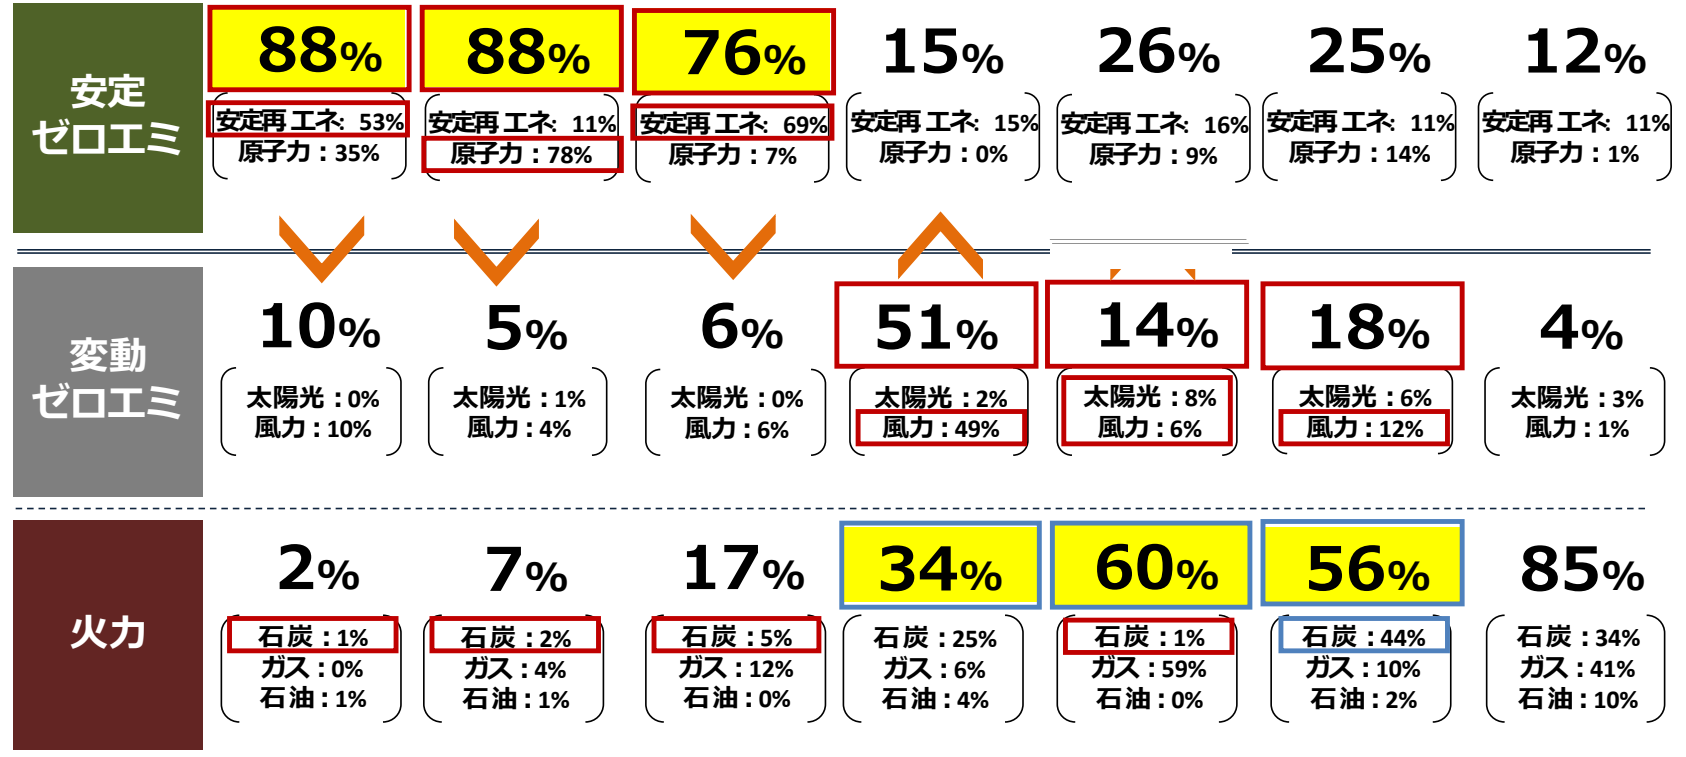 安定
ゼロエミ
88% 88% 76% 15% 26% 25% 12%
安定再エネ: 53% 安定再エネ: 11% 安定再エネ: 69% 安定再エネ: 15% 安定再エネ: 16% 安定再エネ: 11% 安定再エネ: 11%
原子力:35% 原子力:78% 原子力:7% 原子力:0% 原子力:9% 原子力:14% 原子力:1%
変動
ゼロエミ
10% 5% 6% 51% 14% 18% 4%
太陽光:0% 太陽光:1% 太陽光:0% 太陽光:2% 太陽光:8% 太陽光:6% 太陽光:3%
風力:10% 風力:4% 風力:6% 風力:49% 風力:6% 風力:12% 風力:1%
火力
2% 7% 17% 34% 60% 56% 85%
石炭:1% 石炭:2% 石炭:5% 石炭:25% 石炭:1% 石炭:44% 石炭:34%
ガス:0% ガス:4% ガス:12% ガス:6% ガス:59% ガス:10% ガス:41%
石油:1% 石油:1% 石油:0% 石油:4% 石油:0% 石油:2% 石油:10%